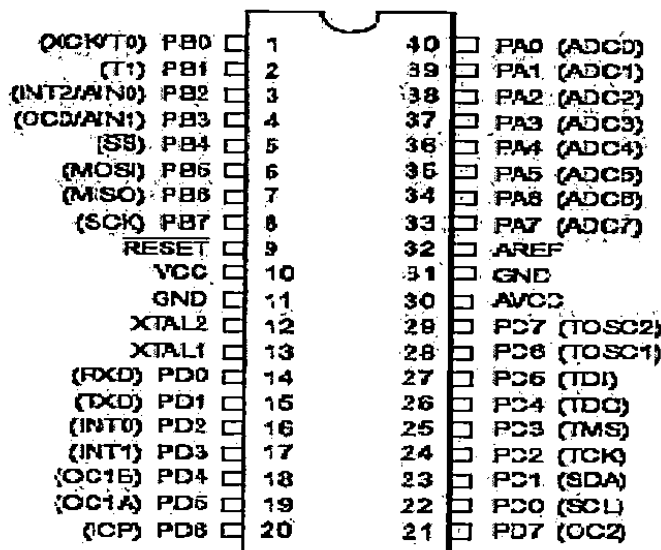 (XCK/T0) PB0 1 40 PA0 (ADC0)
(T1) PB1 2 39 PA1 (ADC1)
(INT2/AIN0) PB2 3 38 PA2 (ADC2)
(OC0/AIN1) PB3 4 37 PA3 (ADC3)
(SS) PB4 5 36 PA4 (ADC4)
(MOSI) PB5 6 35 PA5 (ADC5)
(MISO) PB6 7 34 PA6 (ADC6)
(SCK) PB7 8 33 PA7 (ADC7)
RESET 9 32 AREF
VCC 10 31 GND
GND 11 30 AVCC
XTAL2 12 29 PC7 (TOSC2)
XTAL1 13 28 PC6 (TOSC1)
(RXD) PD0 14 27 PC5 (TDI)
(TXD) PD1 15 26 PC4 (TDO)
(INT0) PD2 16 25 PC3 (TMS)
(INT1) PD3 17 24 PC2 (TCK)
(OC1B) PD4 18 23 PC1 (SDA)
(OC1A) PD5 19 22 PC0 (SCL)
(ICP) PD6 20 21 PD7 (OC2)